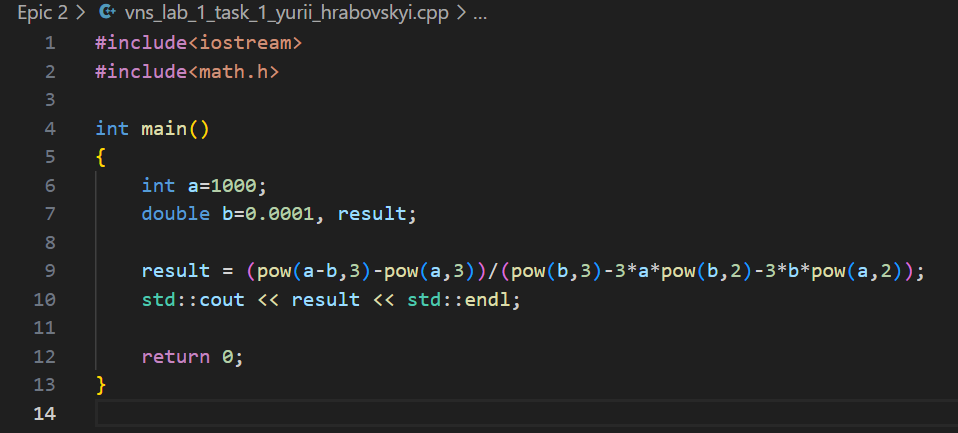 Epic 2 > vns_lab_1_task_1_yurii_hrabovskyi.cpp > ...
1 #include<iostream>
2 #include<math.h>
3
4 int main()
5 {
6     int a=1000;
7     double b=0.0001, result;
8
9     result = (pow(a-b,3)-pow(a,3))/(pow(b,3)-3*a*pow(b,2)-3*b*pow(a,2));
10     std::cout << result << std::endl;
11
12     return 0;
13 }
14